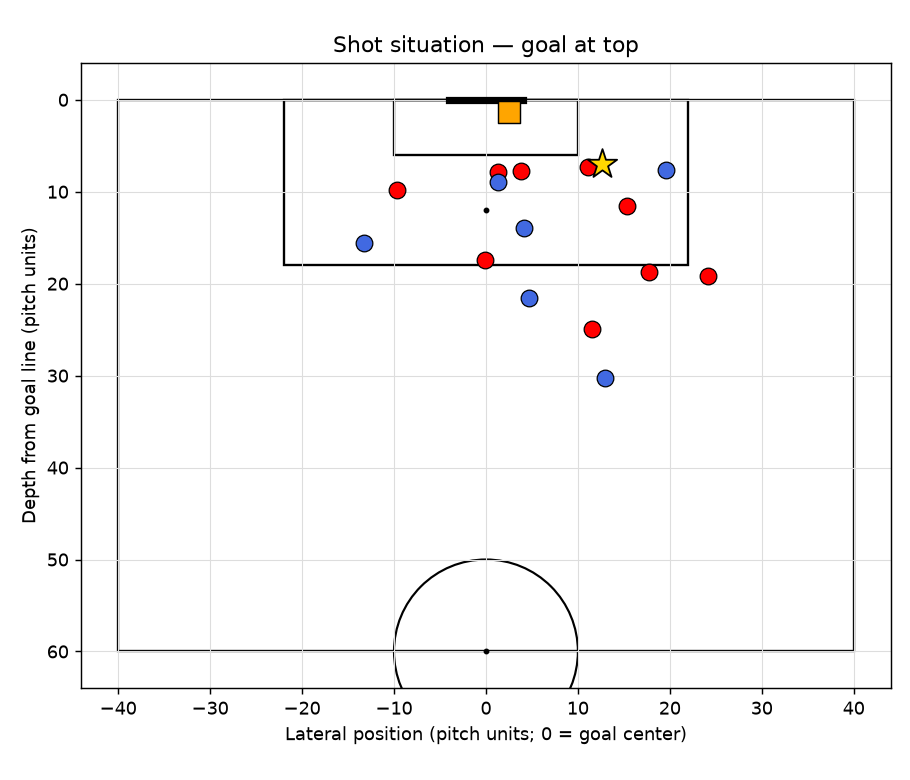 Shot situation — goal at top
0
10
20
30
40
50
60
Depth from goal line (pitch units)
−40 −30 −20 −10 0 10 20 30 40
Lateral position (pitch units; 0 = goal center)